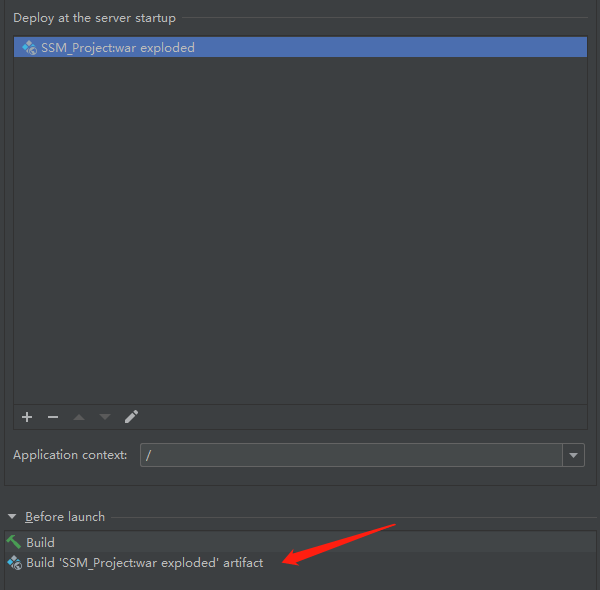 Deploy at the server startup
SSM_Project:war exploded
Application context: /
Before launch
Build
Build 'SSM_Project:war exploded' artifact